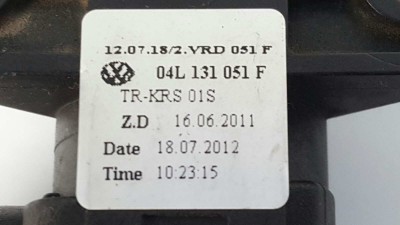 12.07.18/2.VRD 051 F
04L 131 051 F
TR-KRS 01S
Z.D 16.06.2011
Date 18.07.2012
Time 10:23:15